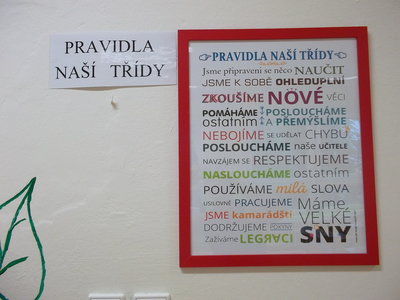 PRAVIDLA
NAŠÍ TŘÍDY
PRAVIDLA NAŠÍ TŘÍDY
Jsme připraveni se něco NAUČIT
JSME K SOBĚ OHLEDUPLNÍ
ZKOUŠÍME NOVÉ VĚCI
POMÁHÁME POSLOUCHÁME
ostatním A PŘEMÝŠLÍME
NEBOJÍME SE UDĚLAT CHYBU
POSLOUCHÁME naše UČITELE
NAVZÁJEM SE RESPEKTUJEME
NASLOUCHÁME ostatním
POUŽÍVÁME milá SLOVA
USILOVNĚ PRACUJEME Máme
JSME kamarádští VELKÉ
DODRŽUJEME POKYNY SNY
Zažíváme LEGRACI